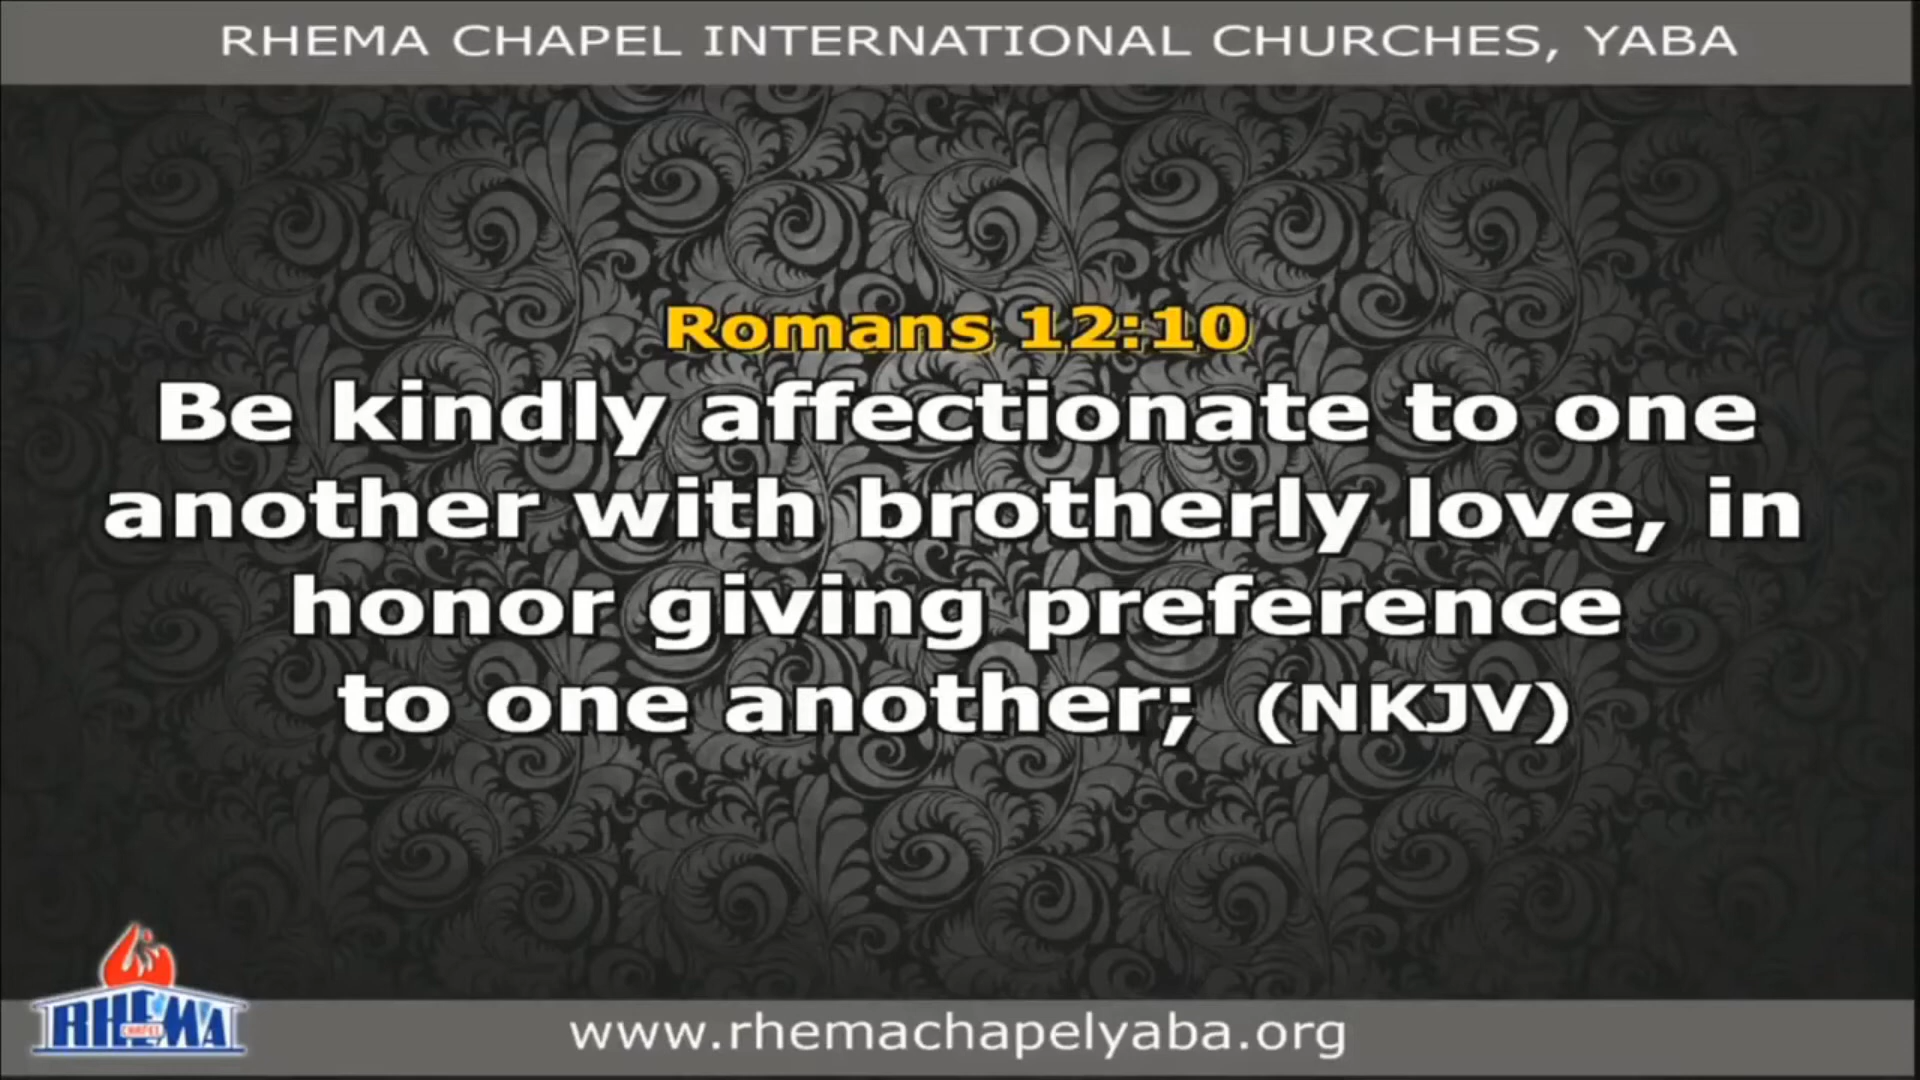 RHEMA CHAPEL INTERNATIONAL CHURCHES, YABA
Romans 12:10
Be kindly affectionate to one
another with brotherly love, in
honor giving preference
to one another; (NKJV)
RHEMA
CHAPEL
www.rhemachapelyaba.org